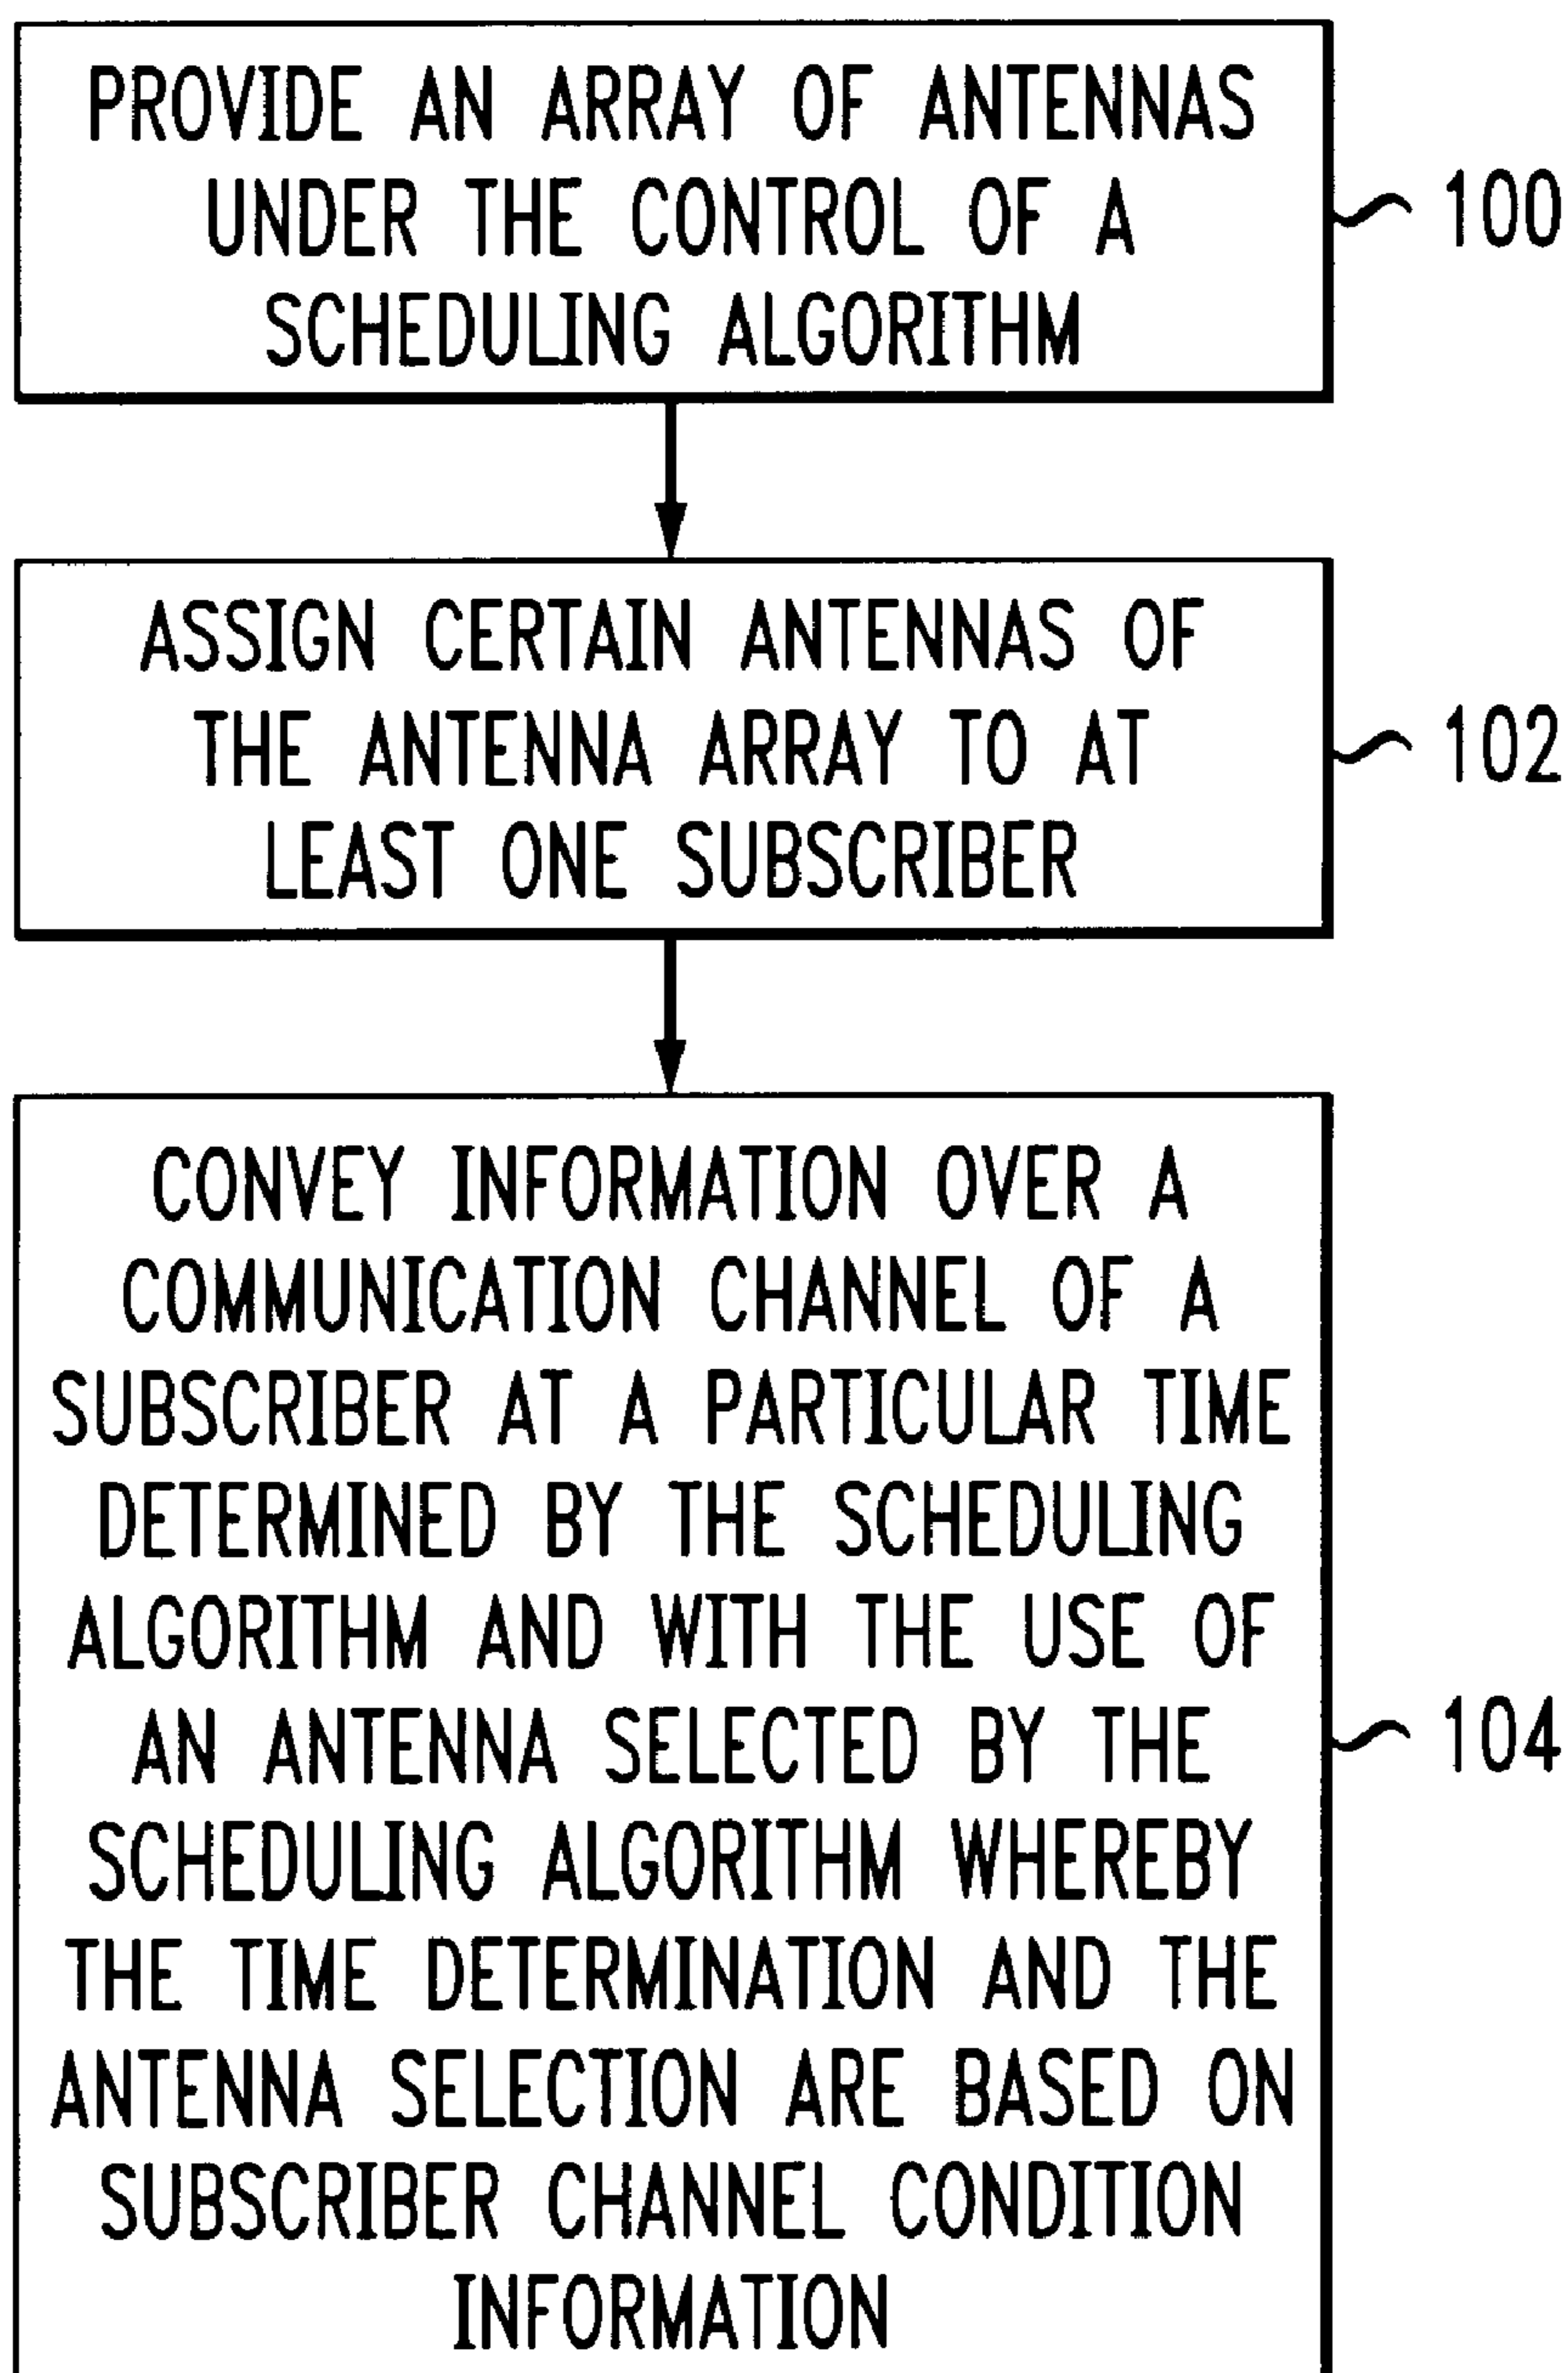 PROVIDE AN ARRAY OF ANTENNAS
UNDER THE CONTROL OF A
SCHEDULING ALGORITHM
100
ASSIGN CERTAIN ANTENNAS OF
THE ANTENNA ARRAY TO AT
LEAST ONE SUBSCRIBER
102
CONVEY INFORMATION OVER A
COMMUNICATION CHANNEL OF A
SUBSCRIBER AT A PARTICULAR TIME
DETERMINED BY THE SCHEDULING
ALGORITHM AND WITH THE USE OF
AN ANTENNA SELECTED BY THE
SCHEDULING ALGORITHM WHEREBY
THE TIME DETERMINATION AND THE
ANTENNA SELECTION ARE BASED ON
SUBSCRIBER CHANNEL CONDITION
INFORMATION
104